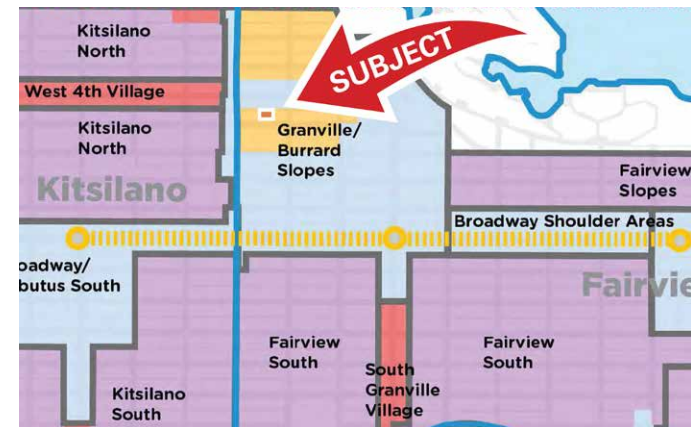 Kitsilano
North
SUBJECT
West 4th Village
Kitsilano
North
Granville/
Burrard
Slopes
Fairview
Slopes
Kitsilano
Broadway Shoulder Areas
oadway/
butus South
Fairvie
Fairview
South
Fairview
South
South
Granville
Village
Kitsilano
South